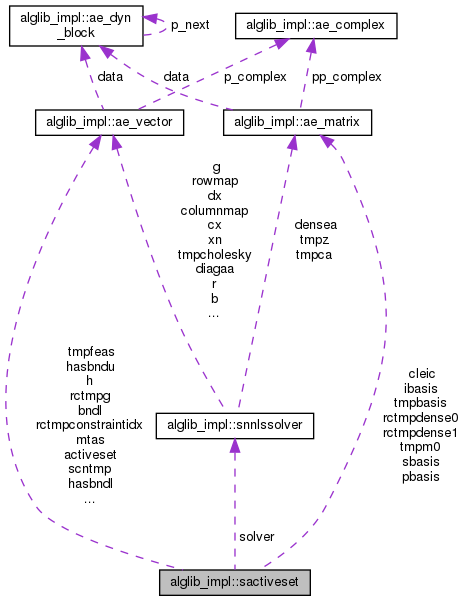 alglib_impl::ae_dyn
_block
p_next
alglib_impl::ae_complex
data
data
p_complex
pp_complex
alglib_impl::ae_vector
alglib_impl::ae_matrix
g
rowmap
dx
columnmap
cx
xn
tmpcholesky
diagaa
r
b
...
densea
tmpz
tmpca
tmpfeas
hasbndu
h
rctmpg
bndl
rctmpconstraintidx
mtas
activeset
scntmp
hasbndl
...
cleic
ibasis
tmpbasis
rctmpdense0
rctmpdense1
tmpm0
sbasis
pbasis
alglib_impl::snnlssolver
solver
alglib_impl::sactiveset